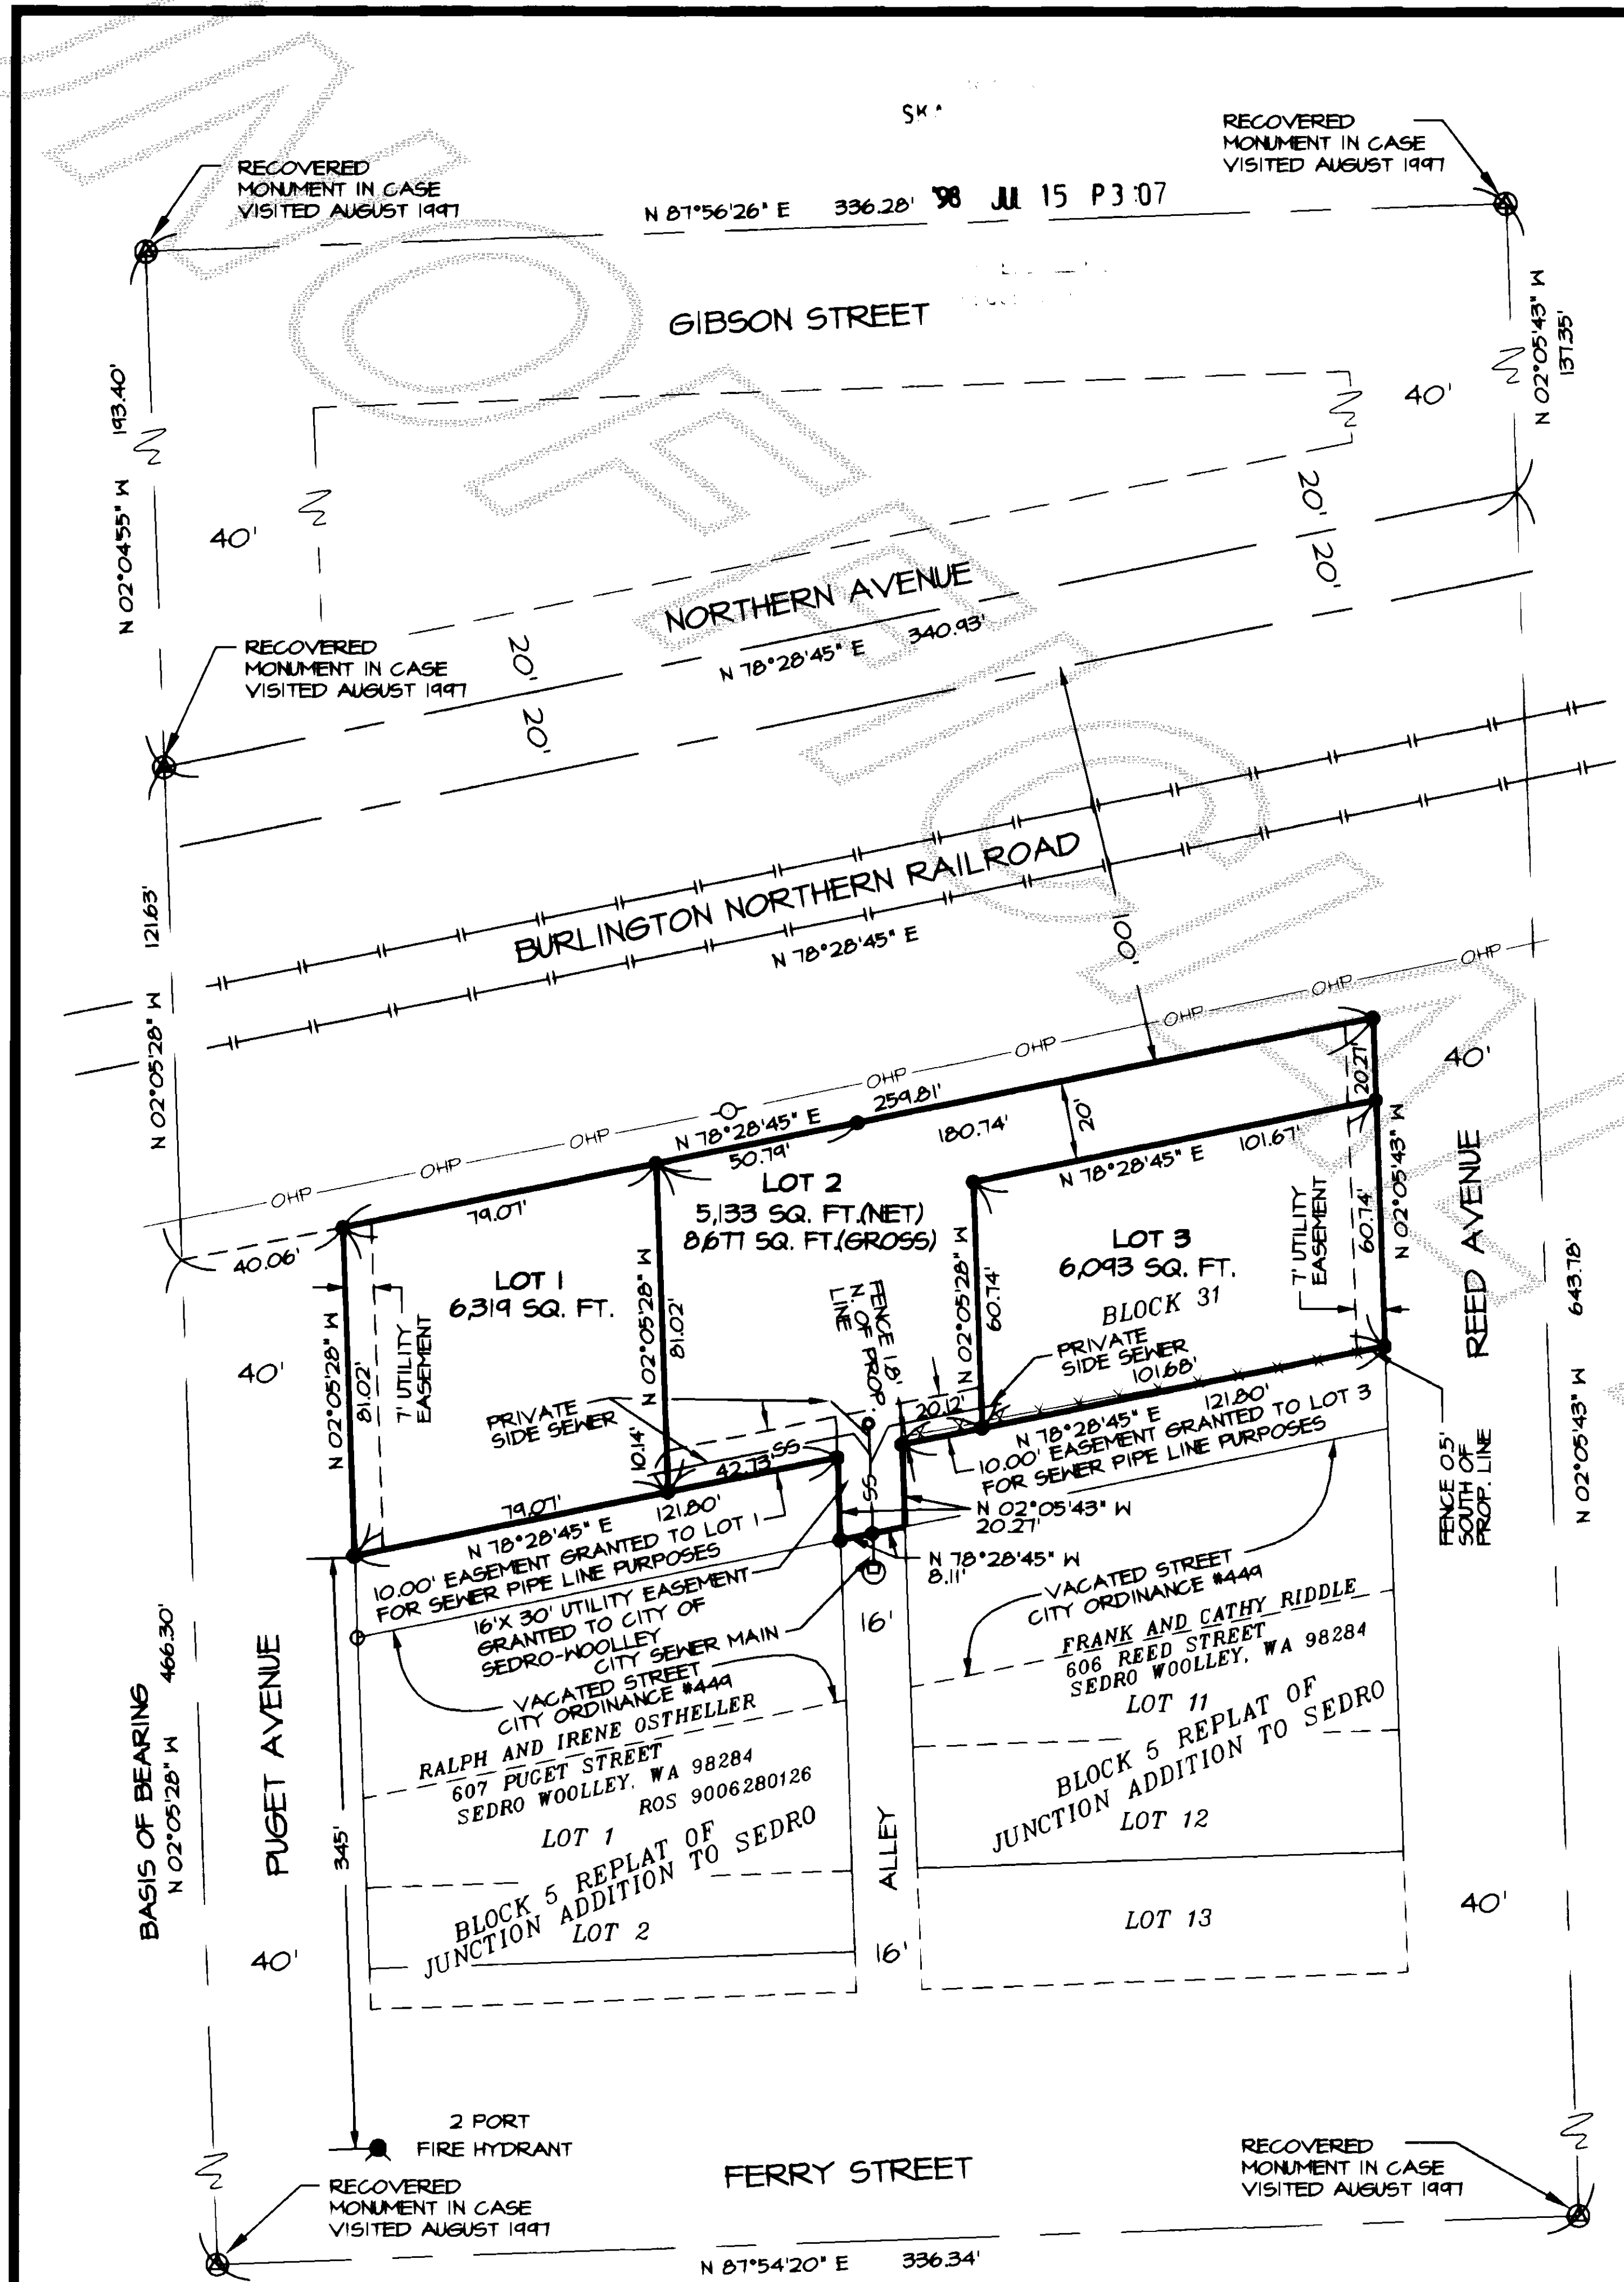 SK
RECOVERED
MONUMENT IN CASE
VISITED AUGUST 1997
RECOVERED
MONUMENT IN CASE
VISITED AUGUST 1997
N 87°56'26" E 336.28'
98 JUL 15 P3:07
GIBSON STREET
N 02°05'43" W
137.35'
193.40'
N 02°04'55" W
40'
40'
20' 20'
NORTHERN AVENUE
N 78°28'45" E 340.93'
RECOVERED
MONUMENT IN CASE
VISITED AUGUST 1997
20' 20'
BURLINGTON NORTHERN RAILROAD
N 78°28'45" E
100'
N 02°05'28" W 121.63'
OHP
OHP
OHP
OHP
OHP
OHP
OHP
OHP
N 78°28'45" E
259.81'
50.79'
180.74'
20'
20.27'
40'
N 78°28'45" E 101.67'
79.07'
40.06'
LOT 1
6,319 SQ. FT.
LOT 2
5,133 SQ. FT.(NET)
8,677 SQ. FT.(GROSS)
LOT 3
6,093 SQ. FT.
BLOCK 31
7' UTILITY
EASEMENT
60.74'
N 02°05'43" W
REED AVENUE
643.78'
N 02°05'43" W
N 02°05'28" W
81.02'
7' UTILITY
EASEMENT
40'
N 02°05'28" W
81.02'
10.14'
FENCE 1.8'
N. OF PROP.
LINE
N 02°05'28" W
60.74'
PRIVATE
SIDE SEWER
PRIVATE
SIDE SEWER
20.12'
101.68'
121.80'
N 78°28'45" E
10.00' EASEMENT GRANTED TO LOT 3
FOR SEWER PIPE LINE PURPOSES
SS
SS
42.73'
79.07'
121.80'
N 78°28'45" E
10.00' EASEMENT GRANTED TO LOT 1
FOR SEWER PIPE LINE PURPOSES
N 02°05'43" W
20.27'
N 78°28'45" W
8.11'
FENCE 0.5'
SOUTH OF
PROP. LINE
16' X 30' UTILITY EASEMENT
GRANTED TO CITY OF
SEDRO-WOOLLEY
CITY SEWER MAIN
VACATED STREET
CITY ORDINANCE #449
16'
VACATED STREET
CITY ORDINANCE #449
FRANK AND CATHY RIDDLE
606 REED STREET
SEDRO WOOLLEY, WA 98284
LOT 11
BLOCK 5 REPLAT OF
JUNCTION ADDITION TO SEDRO
LOT 12
RALPH AND IRENE OSTHELLER
607 PUGET STREET
SEDRO WOOLLEY, WA 98284
ROS 9006280126
LOT 1
BLOCK 5 REPLAT OF
JUNCTION ADDITION TO SEDRO
LOT 2
BASIS OF BEARING
N 02°05'28" W 466.30'
PUGET AVENUE
345'
ALLEY
LOT 13
40'
40'
16'
2 PORT
FIRE HYDRANT
FERRY STREET
RECOVERED
MONUMENT IN CASE
VISITED AUGUST 1997
RECOVERED
MONUMENT IN CASE
VISITED AUGUST 1997
N 87°54'20" E 336.34'